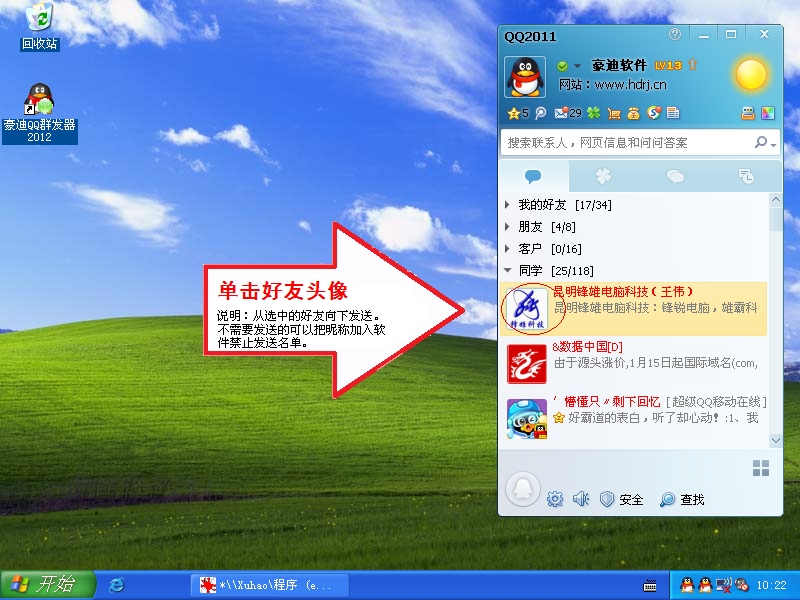 回收站
豪迪QQ群发器
2012
单击好友头像
说明：从选中的好友向下发送。
不需要发送的可以把昵称加入软
件禁止发送名单。
QQ2011
豪迪软件 LV13
网站：www.hdrj.cn
5 29
搜索联系人，网页信息和问问答案
我的好友 [17/34]
朋友 [4/8]
客户 [0/16]
同学 [25/118]
昆明锋雄电脑科技（王伟）
昆明锋雄电脑科技：锋锐电脑，雄霸科
锋雄科技
&数据中国[D]
由于源头涨价,1月15日起国际域名(com,
′懵懂只〃剩下回忆 [超级QQ移动在线]
好霸道的表白，听了却心动！:1、我
安全 查找
开始
*\\Xuhao\程序 (e...
10:22